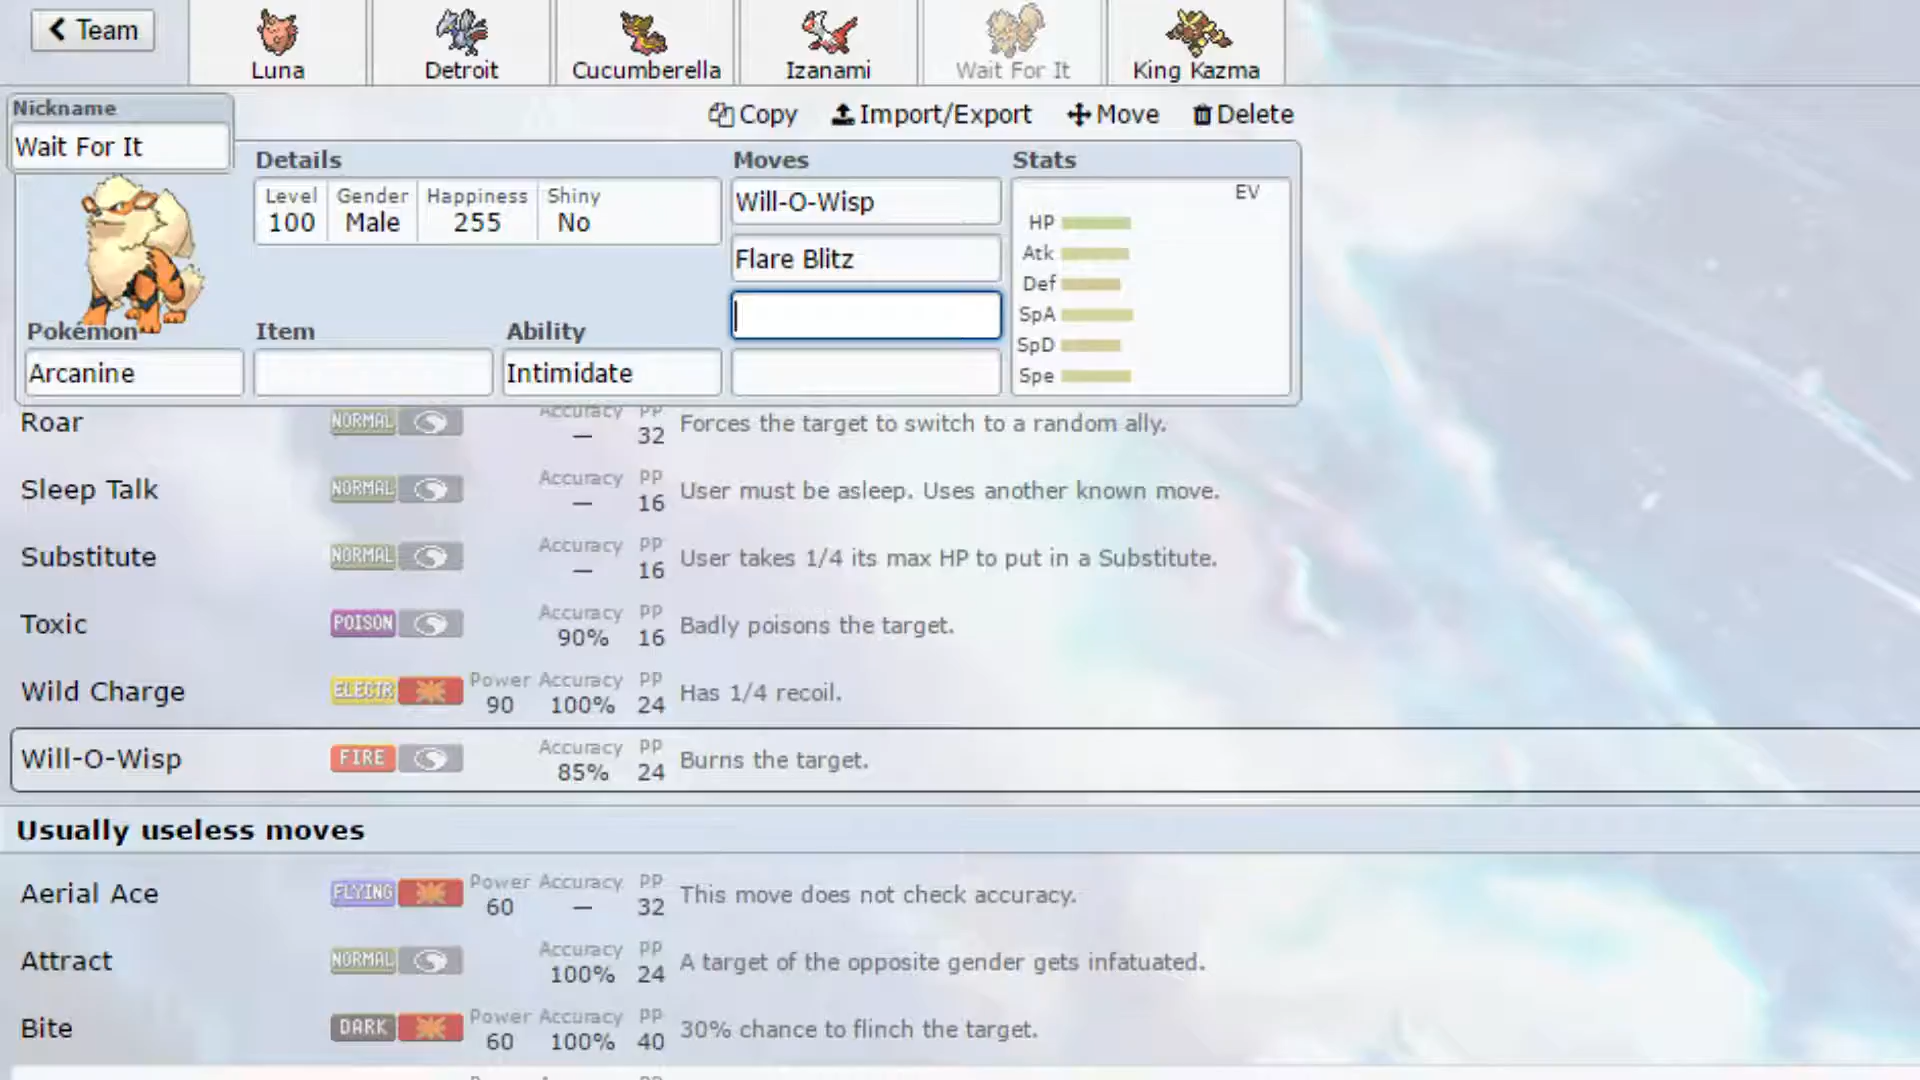 Team
Luna
Detroit
Cucumberella
Izanami
Wait For It
King Kazma
Nickname
Wait For It
Copy
Import/Export
Move
Delete
Details
Moves
Stats
Level Gender Happiness Shiny
100 Male 255 No
Will-O-Wisp
Flare Blitz
EV
HP
Atk
Def
SpA
SpD
Spe
Pokémon Item Ability
Arcanine Intimidate
Roar NORMAL Accuracy — PP 32 Forces the target to switch to a random ally.
Sleep Talk NORMAL Accuracy — PP 16 User must be asleep. Uses another known move.
Substitute NORMAL Accuracy — PP 16 User takes 1/4 its max HP to put in a Substitute.
Toxic POISON Accuracy 90% PP 16 Badly poisons the target.
Wild Charge ELECTR Power 90 Accuracy 100% PP 24 Has 1/4 recoil.
Will-O-Wisp FIRE Accuracy 85% PP 24 Burns the target.
Usually useless moves
Aerial Ace FLYING Power 60 Accuracy — PP 32 This move does not check accuracy.
Attract NORMAL Accuracy 100% PP 24 A target of the opposite gender gets infatuated.
Bite DARK Power 60 Accuracy 100% PP 40 30% chance to flinch the target.